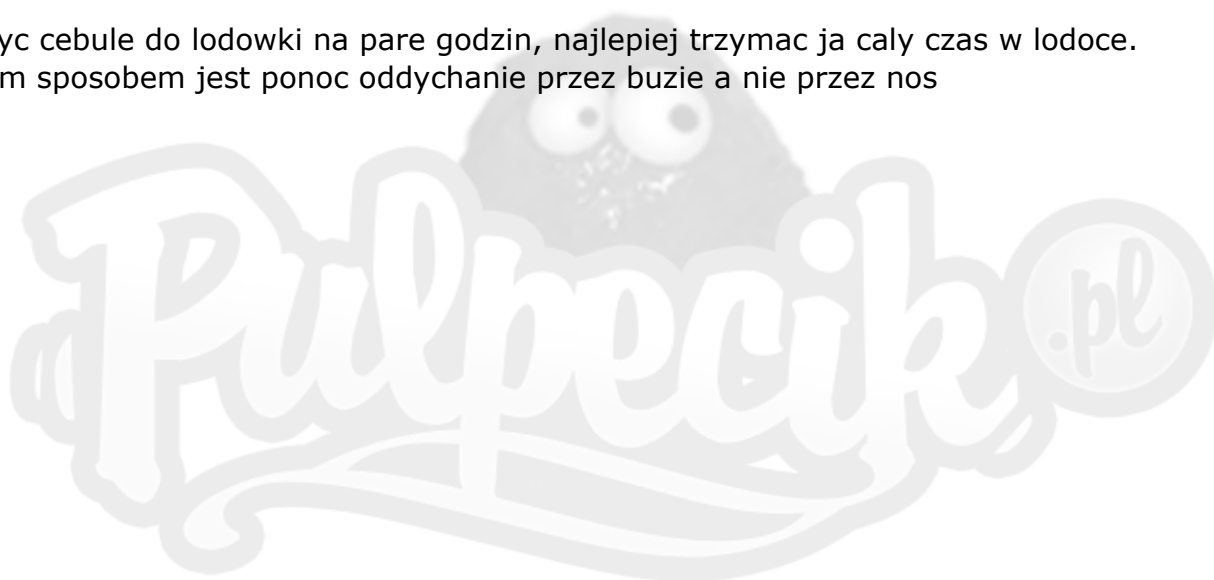 yc cebule do lodowki na pare godzin, najlepiej trzymac ja caly czas w lodoce.
m sposobem jest ponoc oddychanie przez buzie a nie przez nos
Pulpecik .pl